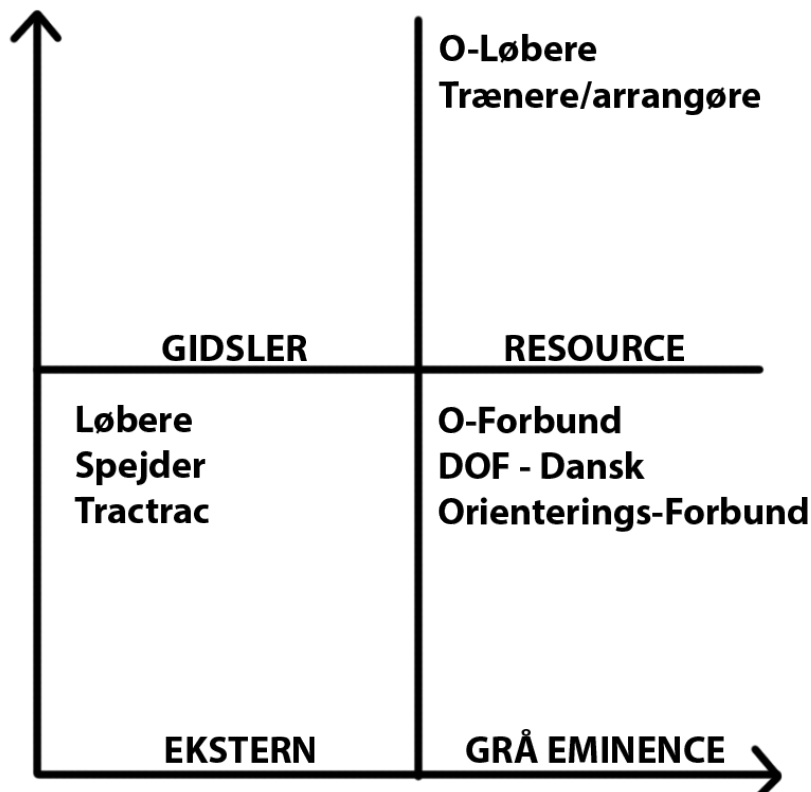 O-Løbere
Trænere/arrangøre
GIDSLER
RESOURCE
Løbere
Spejder
Tractrac
O-Forbund
DOF - Dansk
Orienterings-Forbund
EKSTERN
GRÅ EMINENCE